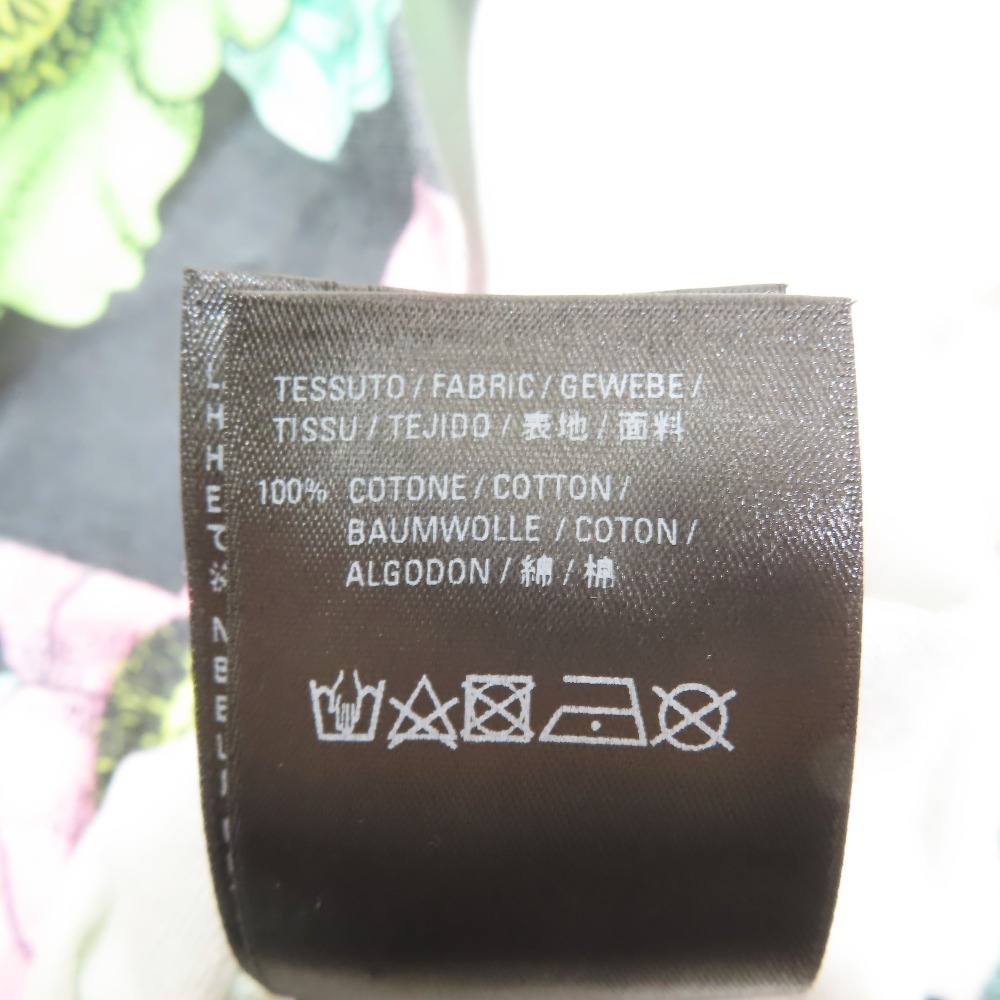 TESSUTO / FABRIC / GEWEBE /
TISSU / TEJIDO / 表地 / 面料
100% COTONE / COTTON /
BAUMWOLLE / COTON /
ALGODON / 綿 / 棉